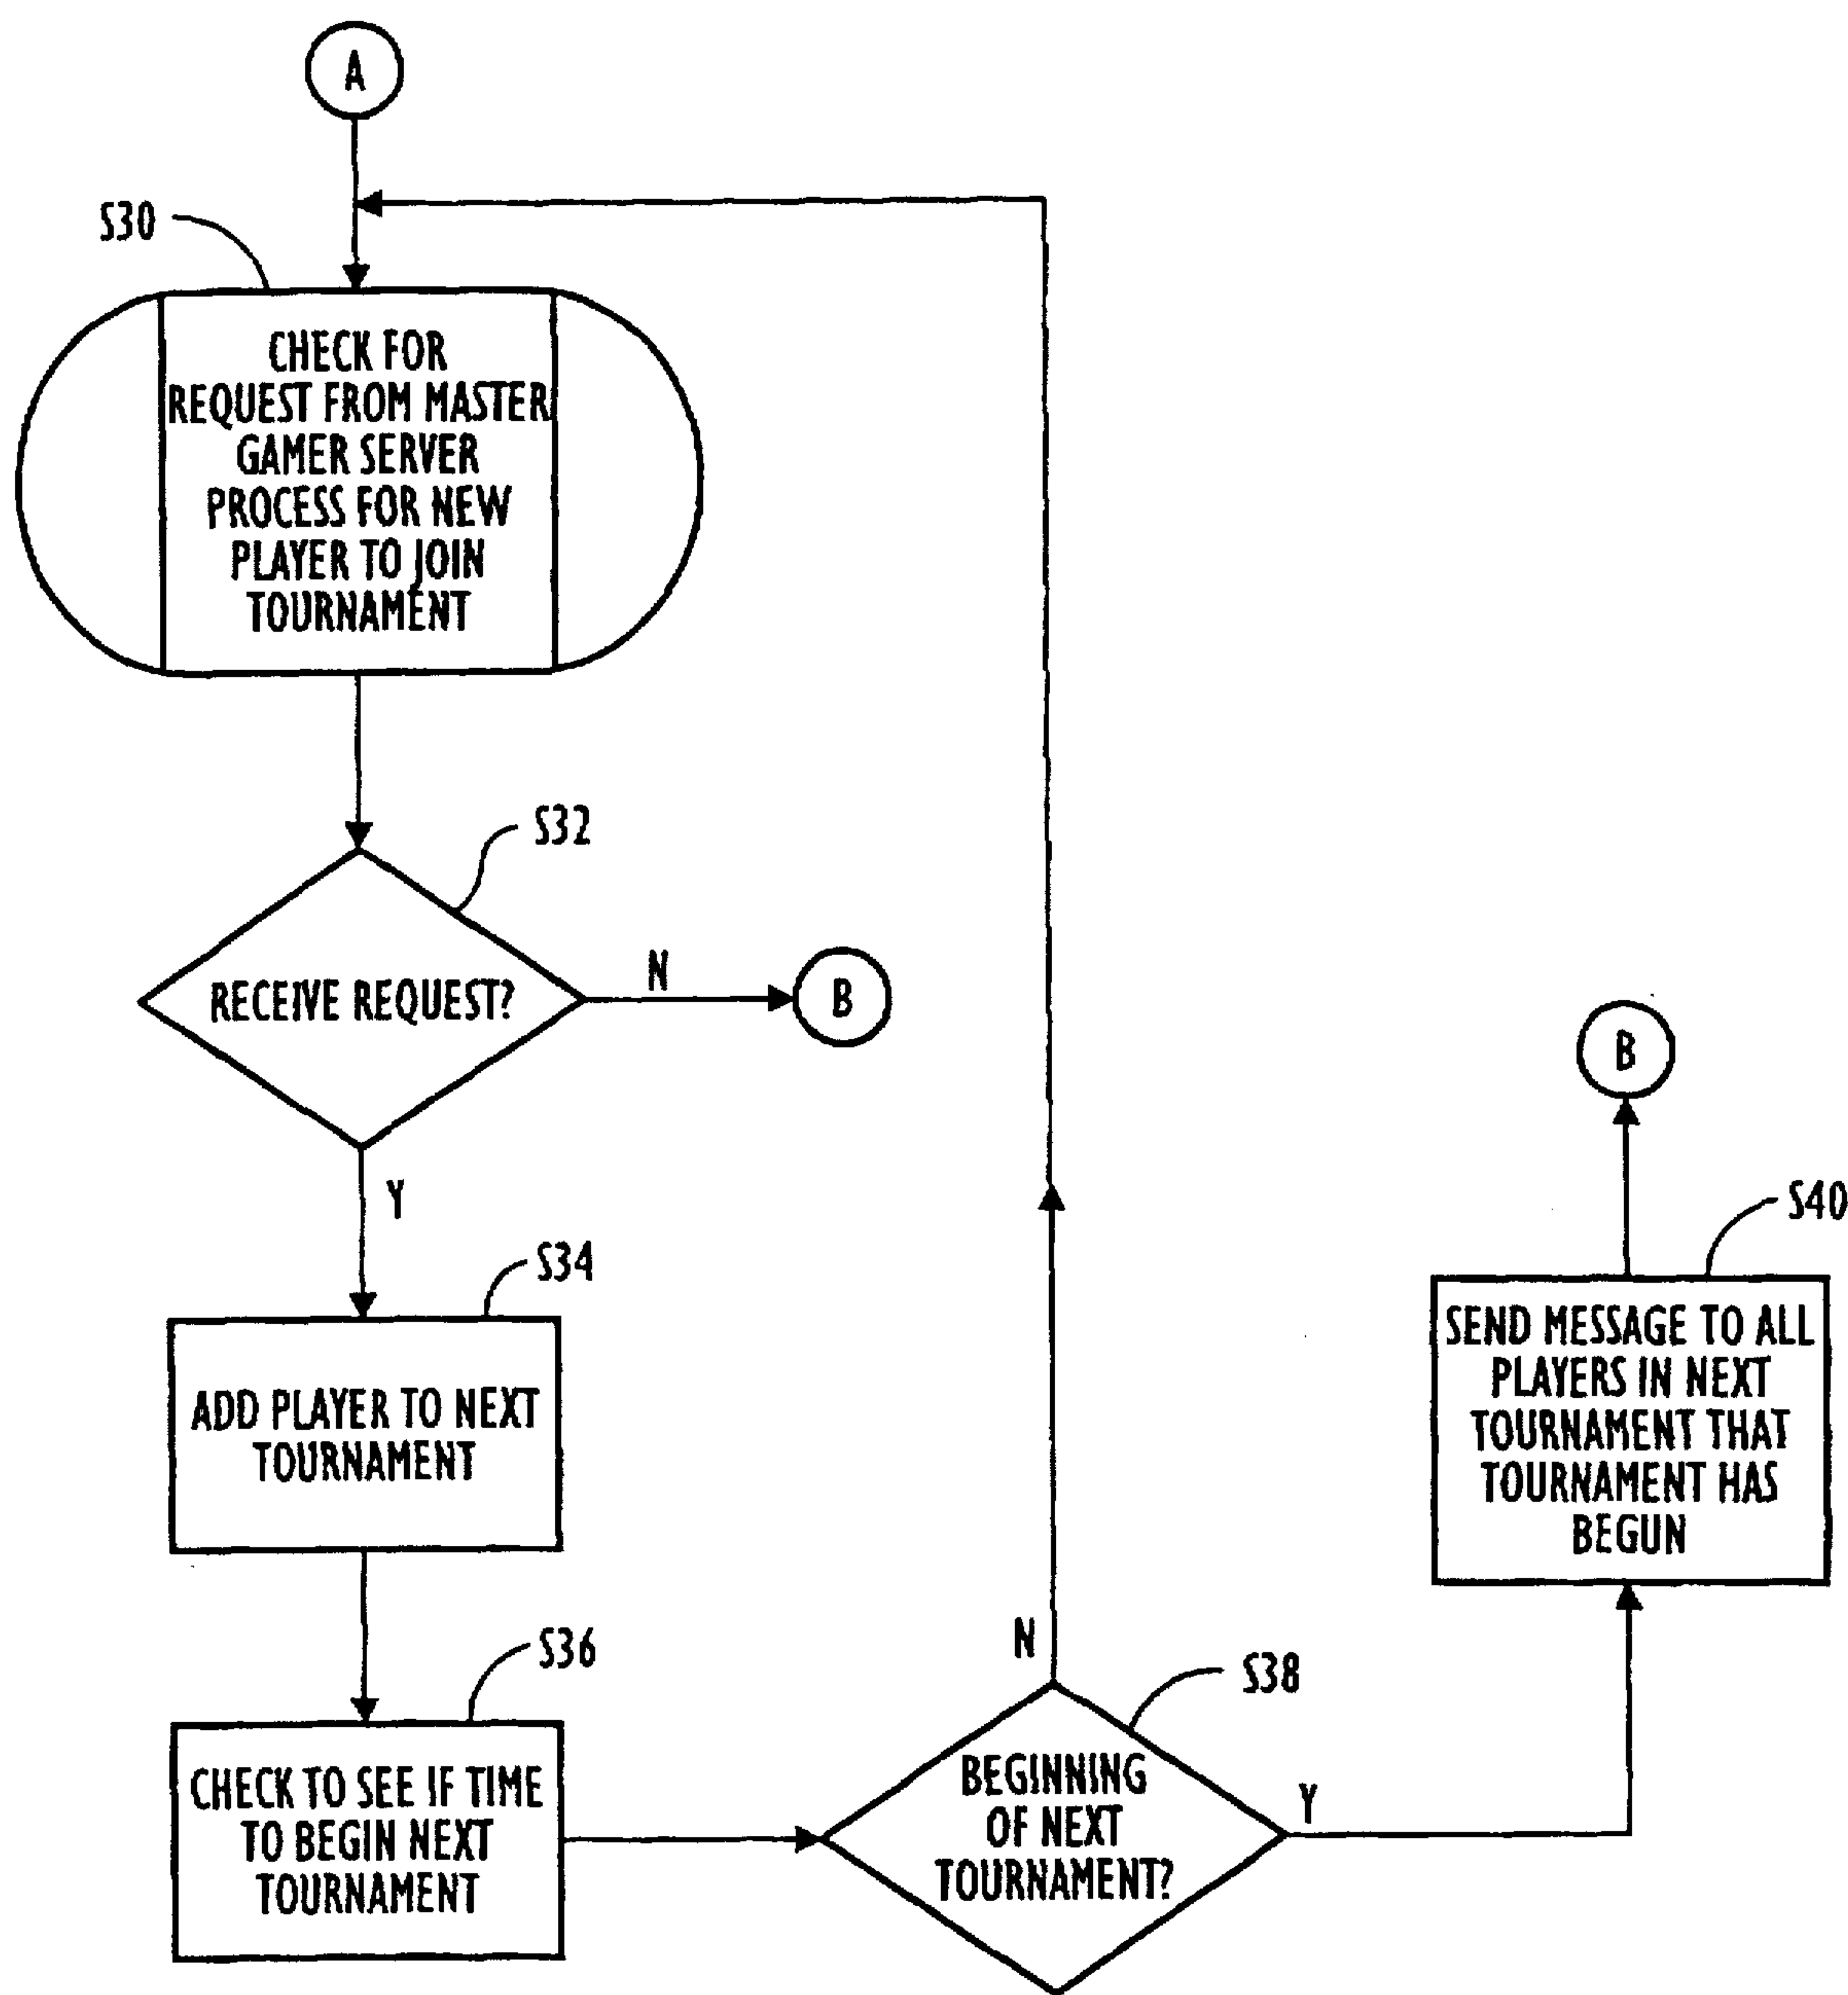 A
S30
CHECK FOR
REQUEST FROM MASTER
GAMER SERVER
PROCESS FOR NEW
PLAYER TO JOIN
TOURNAMENT
S32
RECEIVE REQUEST?
N
B
Y
S34
ADD PLAYER TO NEXT
TOURNAMENT
S36
CHECK TO SEE IF TIME
TO BEGIN NEXT
TOURNAMENT
N
S38
BEGINNING
OF NEXT
TOURNAMENT?
Y
B
S40
SEND MESSAGE TO ALL
PLAYERS IN NEXT
TOURNAMENT THAT
TOURNAMENT HAS
BEGUN